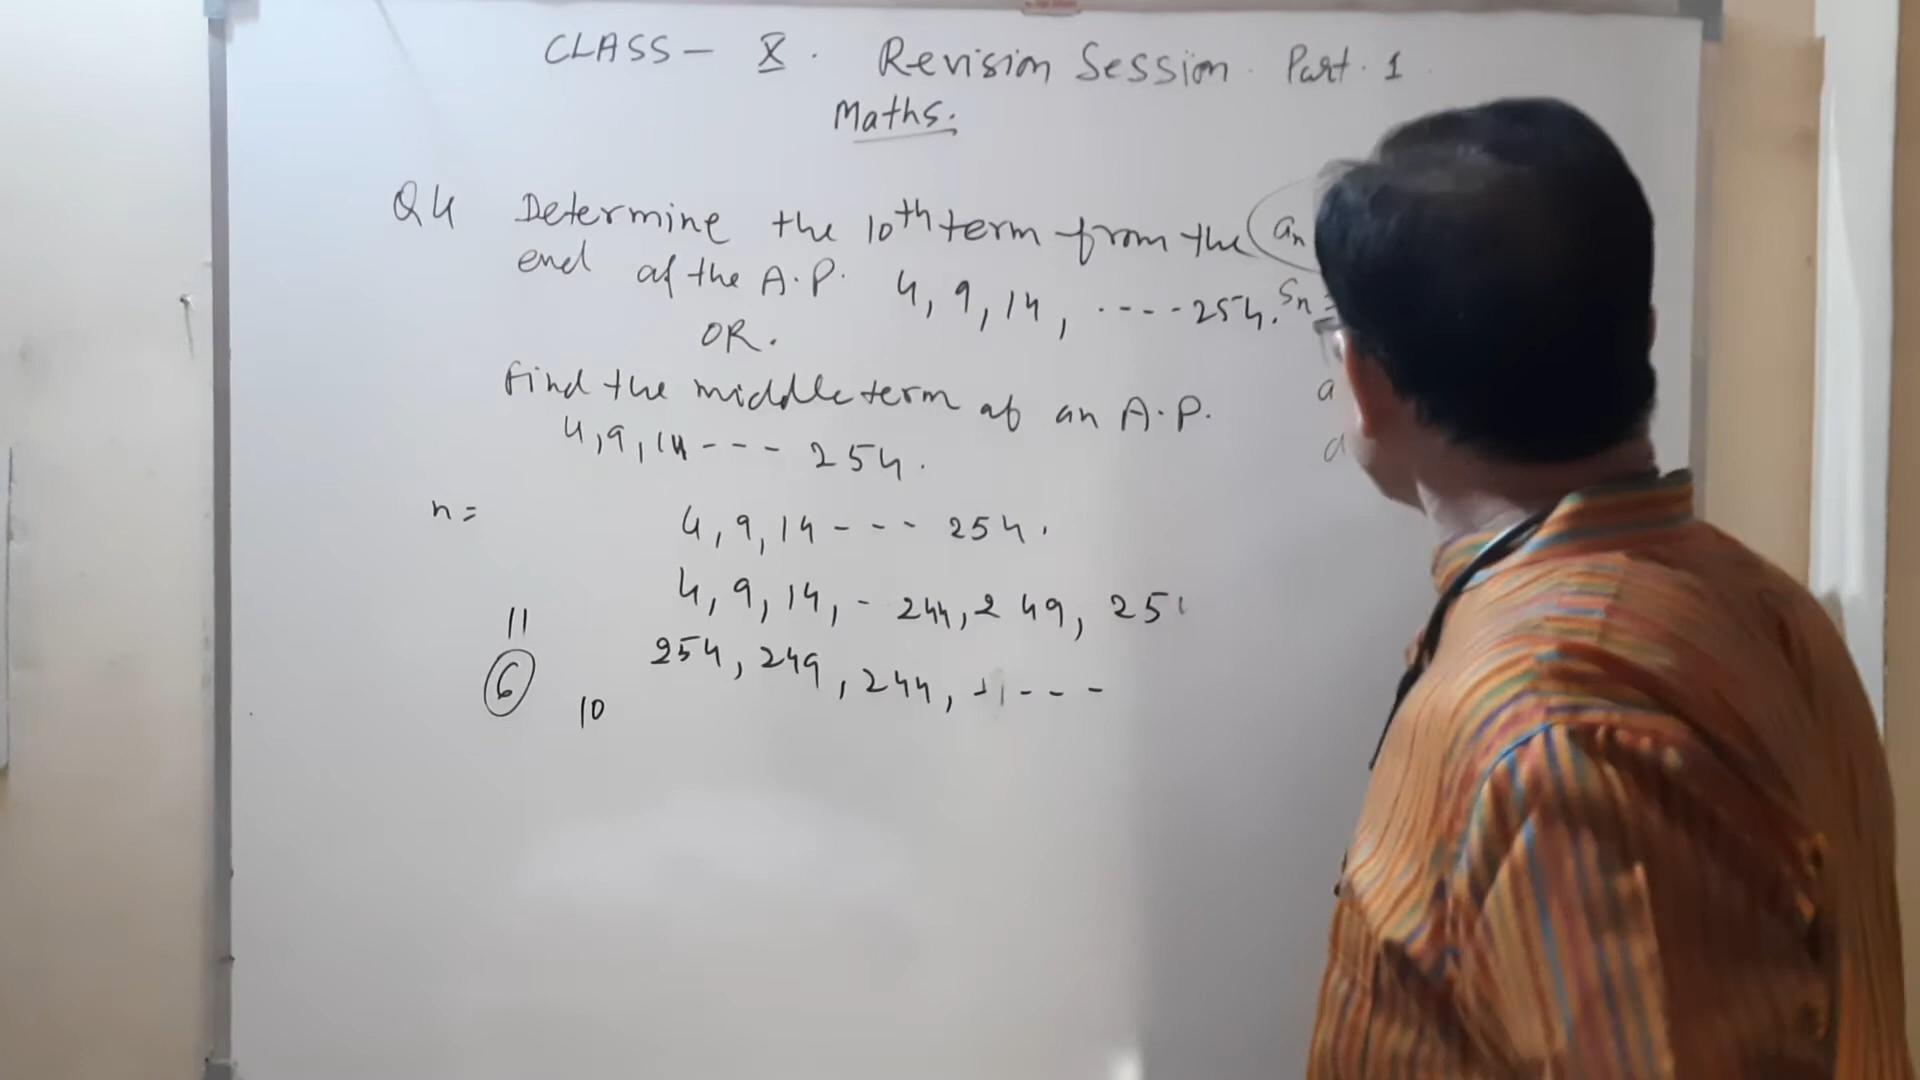 CLASS - X. Revision Session. Part. 1
Maths.
Q4 Determine the 10th term from the
end of the A.P. 4, 9, 14, ....254.
OR.
Find the middle term of an A.P.
4, 9, 14 --- 254.
an
Sn =
a
d
n =
4, 9, 14 --- 254.
4, 9, 14, - 244, 249, 25
254, 249, 244, ---
11
6
10